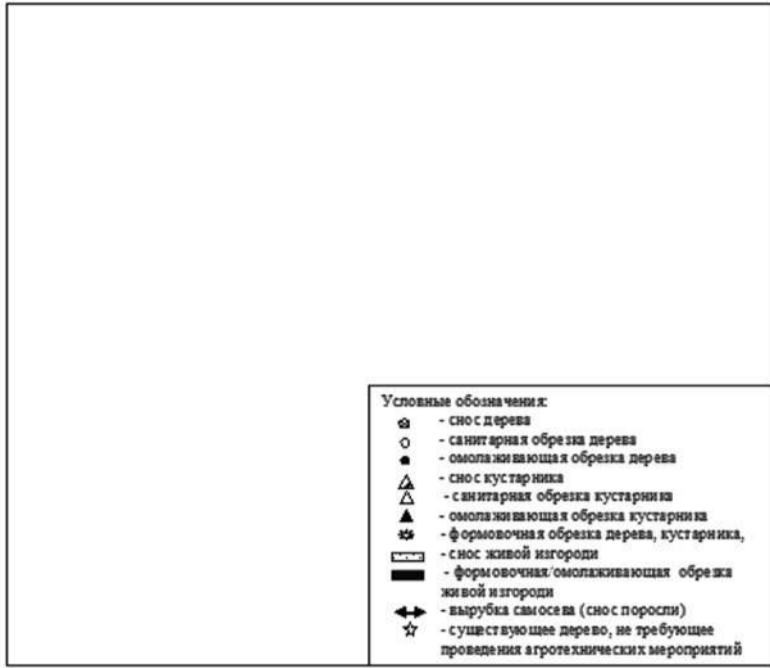 Условные обозначения:
- снос дерева
- санитарная обрезка дерева
- омолаживающая обрезка дерева
- снос кустарника
- санитарная обрезка кустарника
- омолаживающая обрезка кустарника
- формовочная обрезка дерева, кустарника,
- снос живой изгороди
- формовочная/омолаживающая обрезка
живой изгороди
- вырубка самосева (снос поросли)
- существующее дерево, не требующее
проведения агротехнических мероприятий